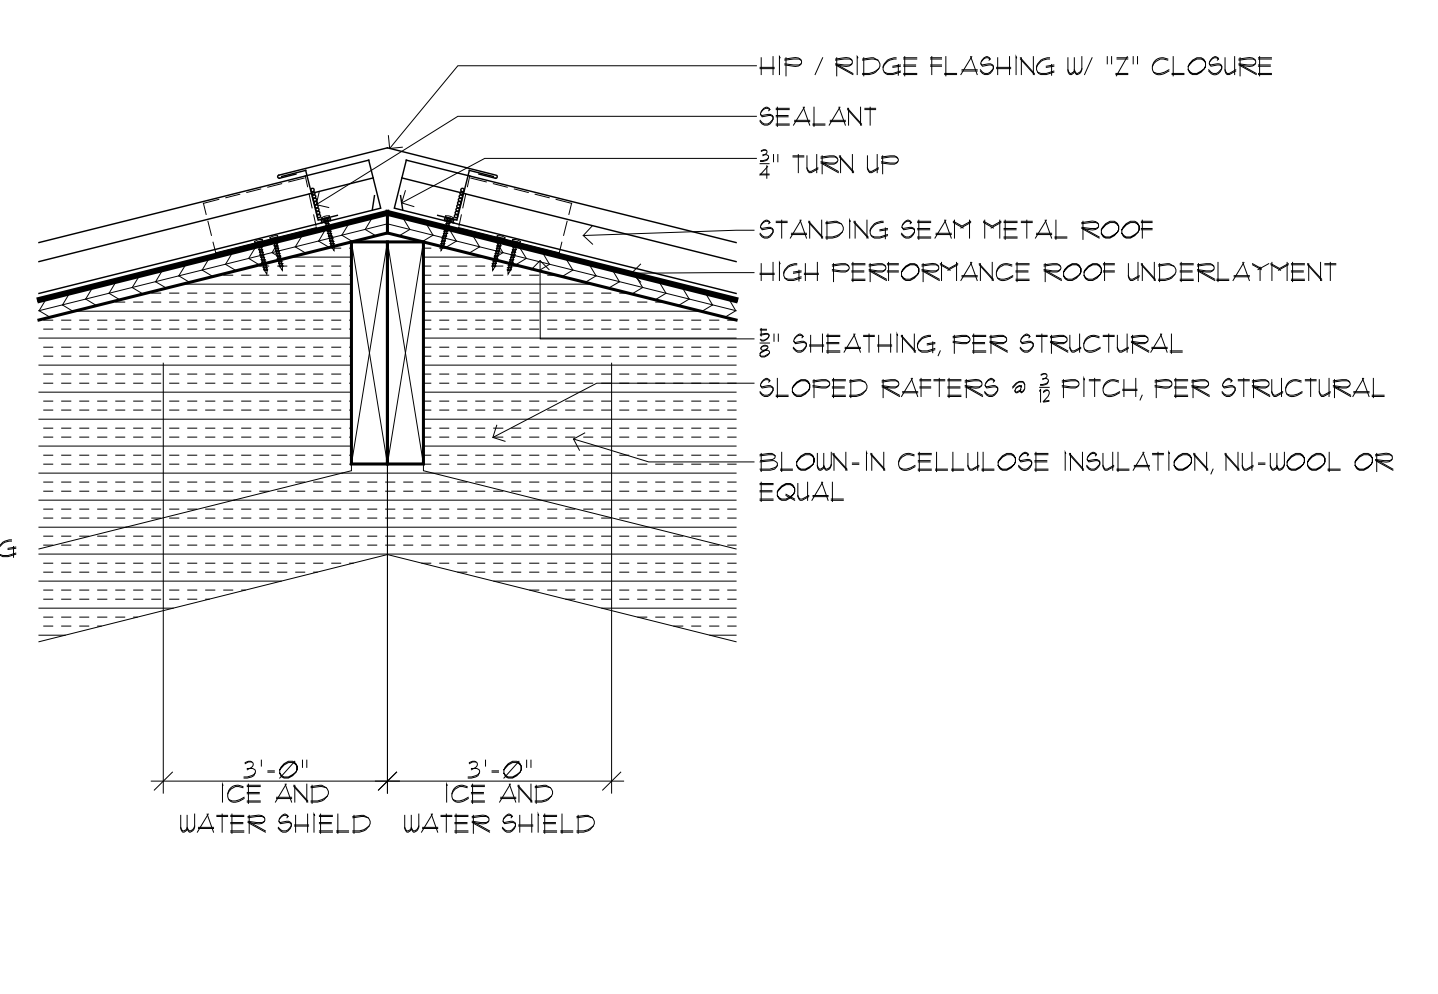 HIP / RIDGE FLASHING W/ "Z" CLOSURE
SEALANT
3/4" TURN UP
STANDING SEAM METAL ROOF
HIGH PERFORMANCE ROOF UNDERLAYMENT
5/8" SHEATHING, PER STRUCTURAL
SLOPED RAFTERS @ 3/12 PITCH, PER STRUCTURAL
BLOWN-IN CELLULOSE INSULATION, NU-WOOL OR
EQUAL
G
3'-0" 3'-0"
ICE AND ICE AND
WATER SHIELD WATER SHIELD